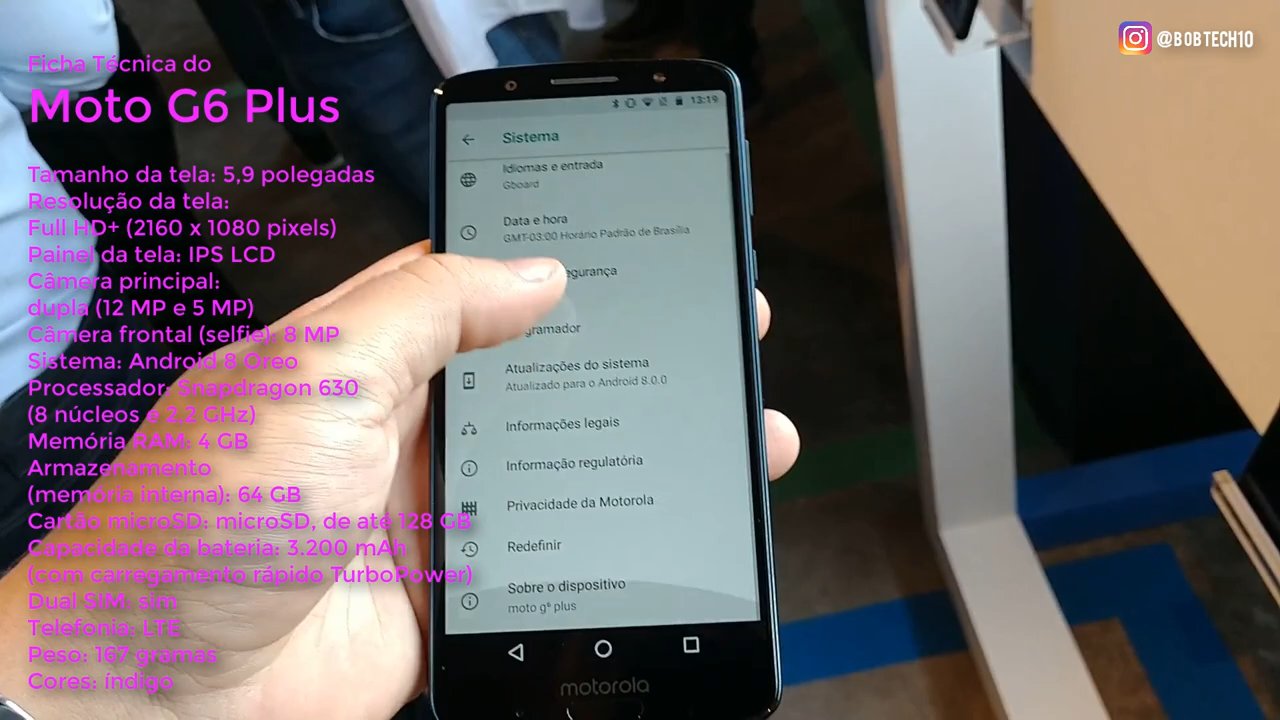 Ficha Técnica do
Moto G6 Plus
Tamanho da tela: 5,9 polegadas
Resolução da tela:
Full HD+ (2160 x 1080 pixels)
Painel da tela: IPS LCD
Câmera principal:
dupla (12 MP e 5 MP)
Câmera frontal (selfie): 8 MP
Sistema: Android 8 Oreo
Processador: Snapdragon 630
(8 núcleos e 2,2 GHz)
Memória RAM: 4 GB
Armazenamento
(memória interna): 64 GB
Cartão microSD: microSD, de até 128 GB
Capacidade da bateria: 3.200 mAh
(com carregamento rápido TurboPower)
Dual SIM: sim
Telefonia: LTE
Peso: 167 gramas
Cores: índigo
@BOBTECH10
13:19
Sistema
Idiomas e entrada
Gboard
Data e hora
GMT-03:00 Horário Padrão de Brasília
egurança
gramador
Atualizações do sistema
Atualizado para o Android 8.0.0
Informações legais
Informação regulatória
Privacidade da Motorola
Redefinir
Sobre o dispositivo
moto g⁶ plus
motorola